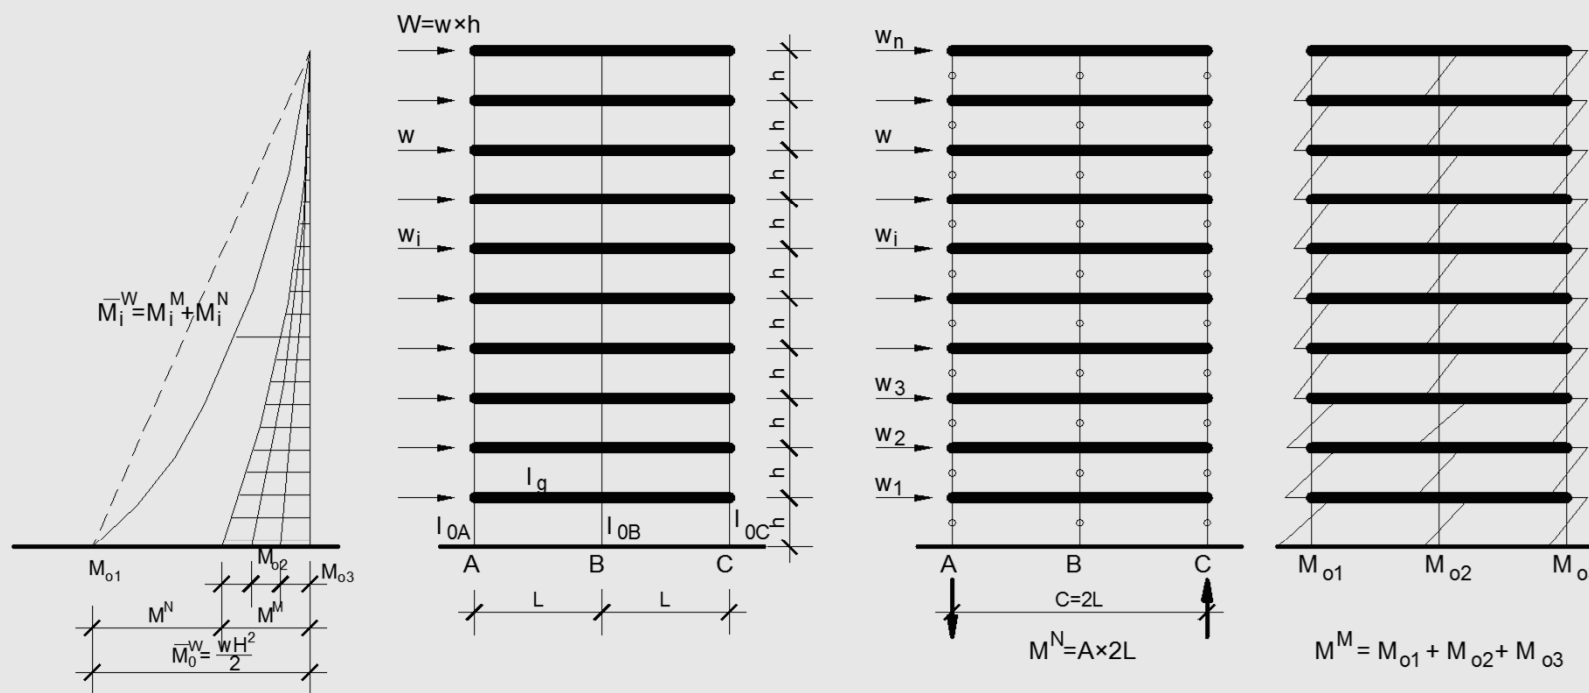 W=w×h
w
w_i
h
h
h
h
h
h
h
h
h
h
I_g
I_0A
I_0B
I_0C
A
B
C
L
L
w_n
w
w_i
w_3
w_2
w_1
A
B
C
C=2L
M^N=A×2L
M_o1
M_o2
M_o
M^M = M_o1 + M_o2 + M_o3
M̅_i^W=M_i^M+M_i^N
M_o1
M_o2
M_o3
M^N
M^M
M̅_0^W = wH²/2